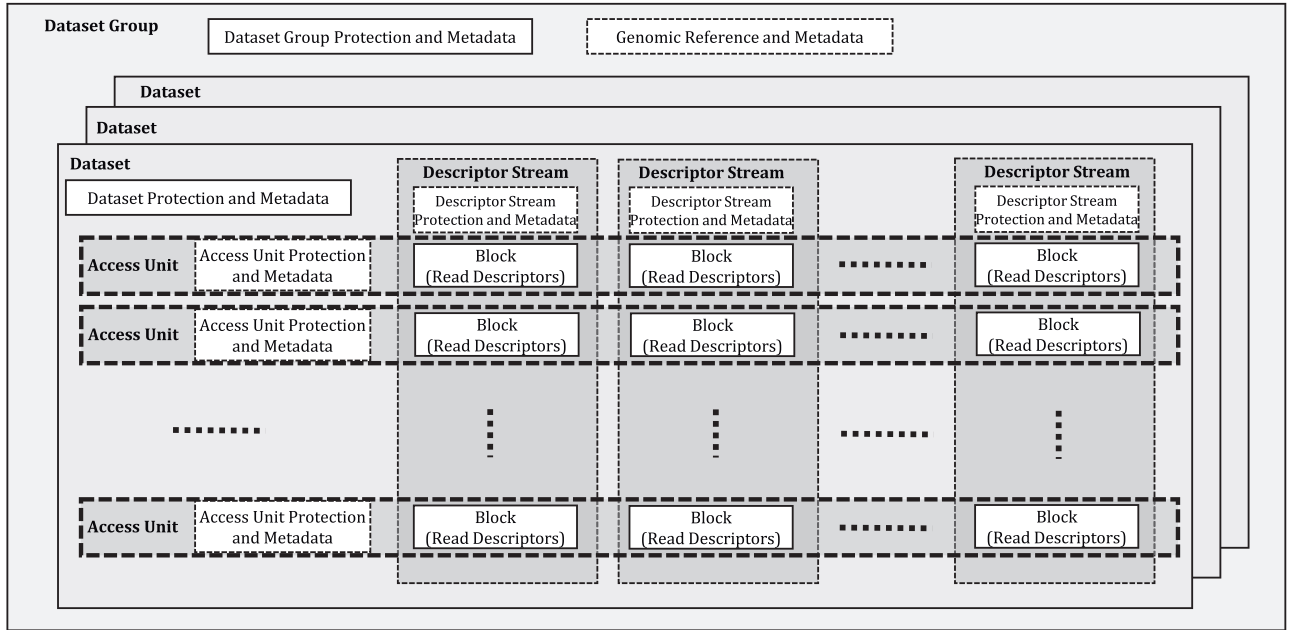 Dataset Group
Dataset Group Protection and Metadata
Genomic Reference and Metadata
Dataset
Dataset
Dataset
Dataset Protection and Metadata
Descriptor Stream
Descriptor Stream
Protection and Metadata
Descriptor Stream
Descriptor Stream
Protection and Metadata
Descriptor Stream
Descriptor Stream
Protection and Metadata
Access Unit
Access Unit Protection
and Metadata
Block
(Read Descriptors)
Block
(Read Descriptors)
Block
(Read Descriptors)
Access Unit
Access Unit Protection
and Metadata
Block
(Read Descriptors)
Block
(Read Descriptors)
Block
(Read Descriptors)
Access Unit
Access Unit Protection
and Metadata
Block
(Read Descriptors)
Block
(Read Descriptors)
Block
(Read Descriptors)